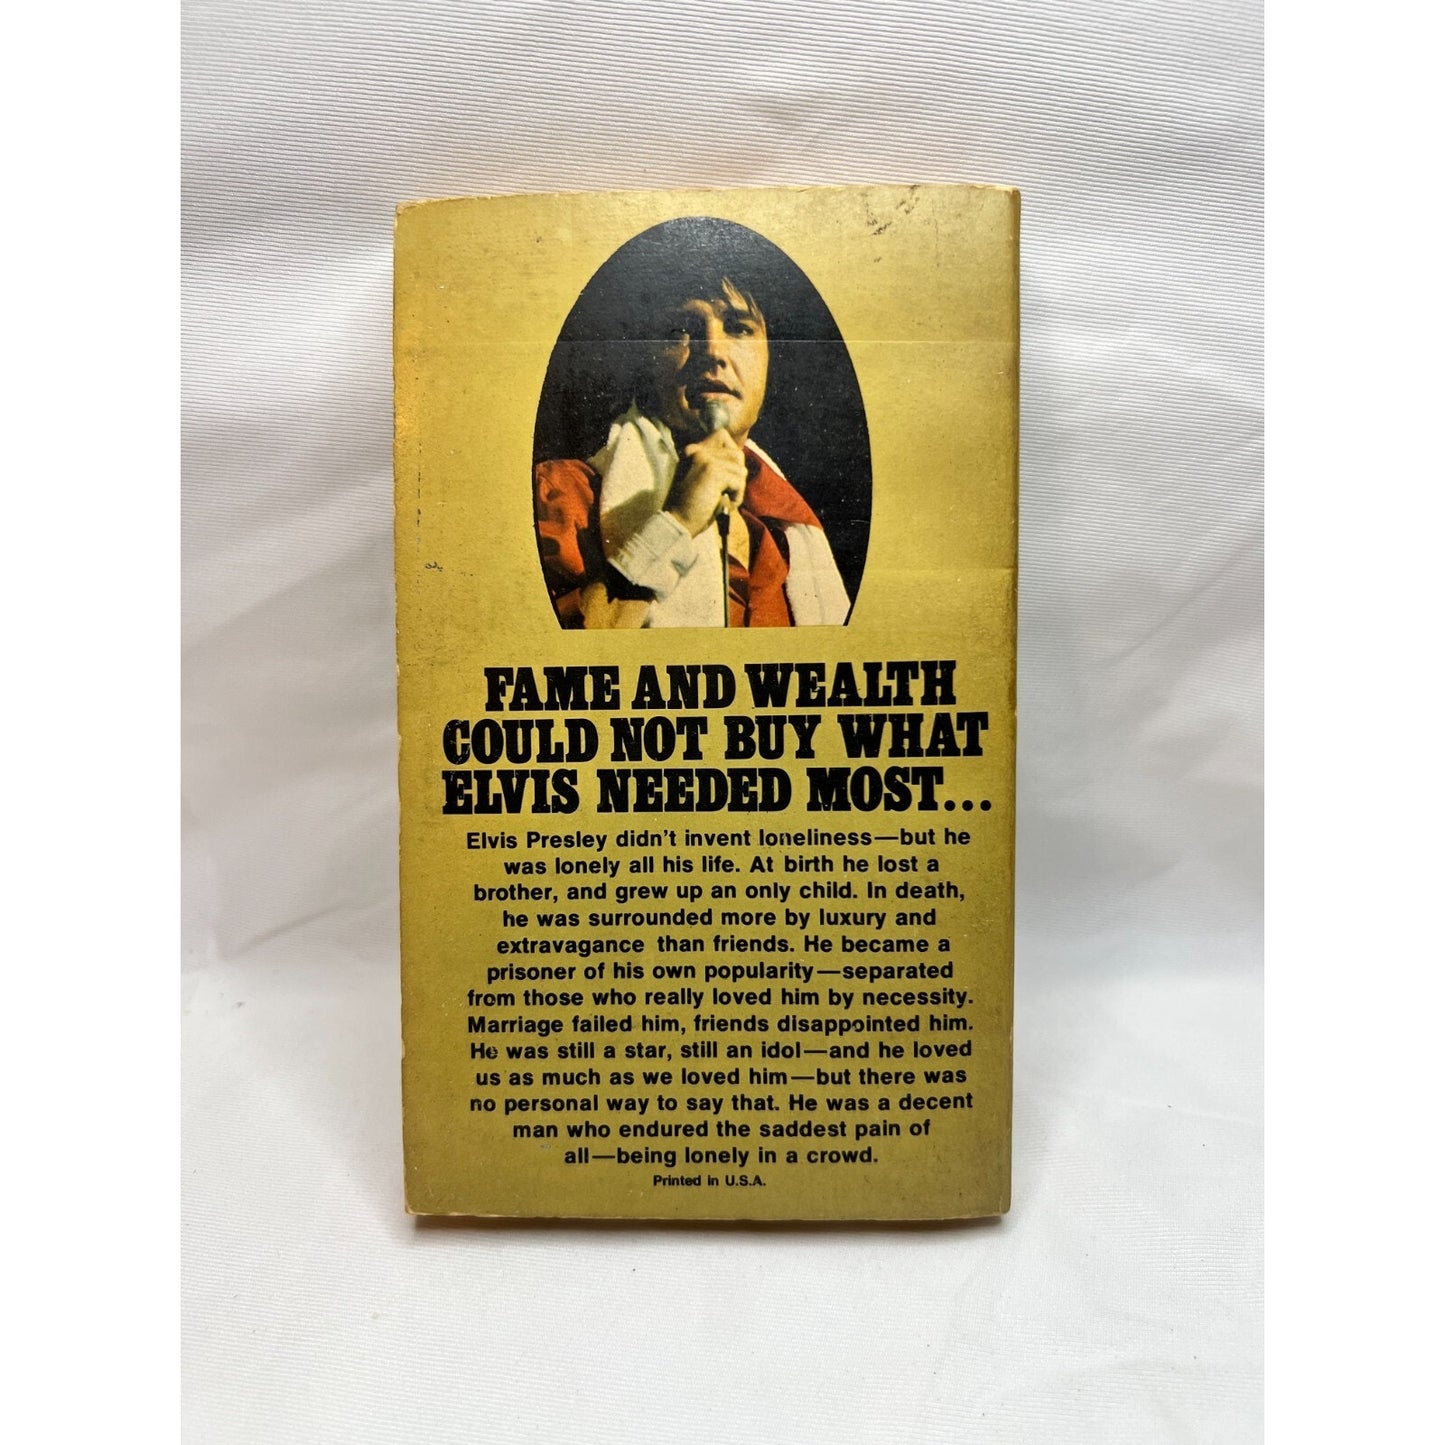 FAME AND WEALTH
COULD NOT BUY WHAT
ELVIS NEEDED MOST...
Elvis Presley didn't invent loneliness—but he
was lonely all his life. At birth he lost a
brother, and grew up an only child. In death,
he was surrounded more by luxury and
extravagance than friends. He became a
prisoner of his own popularity—separated
from those who really loved him by necessity.
Marriage failed him, friends disappointed him.
He was still a star, still an idol—and he loved
us as much as we loved him—but there was
no personal way to say that. He was a decent
man who endured the saddest pain of
all—being lonely in a crowd.
Printed in U.S.A.